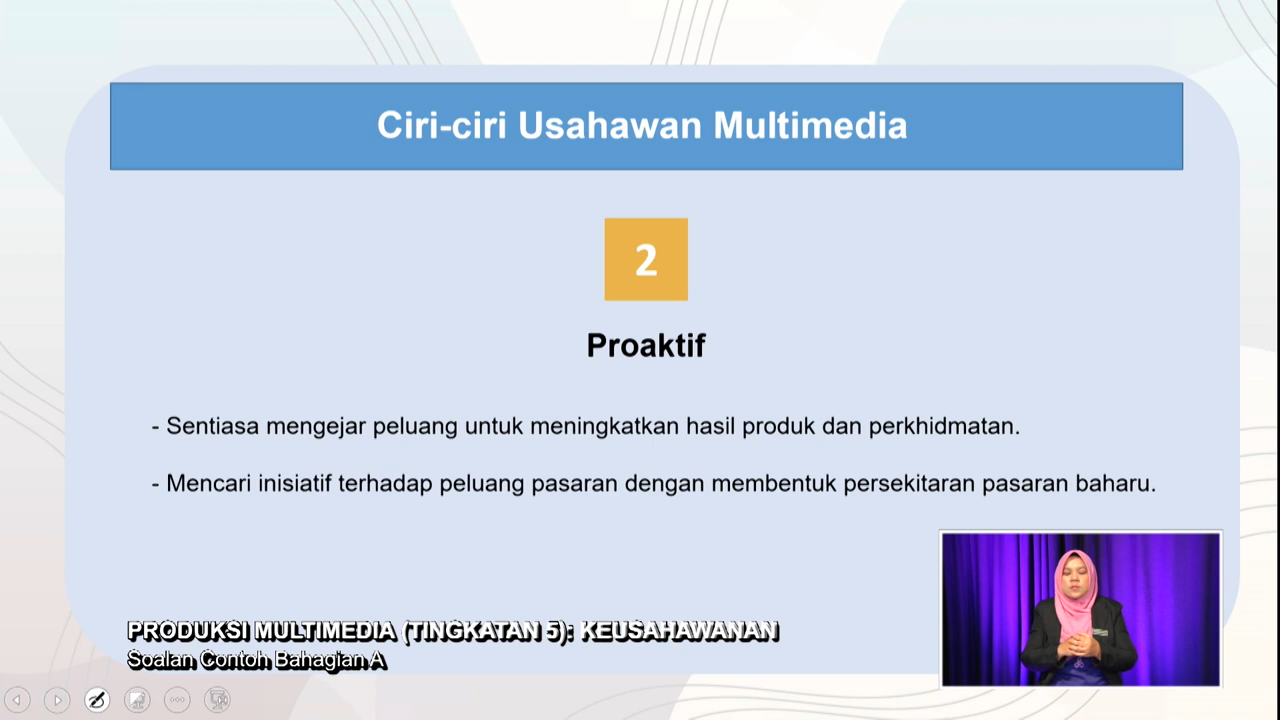 Ciri-ciri Usahawan Multimedia
2
Proaktif
- Sentiasa mengejar peluang untuk meningkatkan hasil produk dan perkhidmatan.
- Mencari inisiatif terhadap peluang pasaran dengan membentuk persekitaran pasaran baharu.
PRODUKSI MULTIMEDIA (TINGKATAN 5): KEUSAHAWANAN
Soalan Contoh Bahagian A